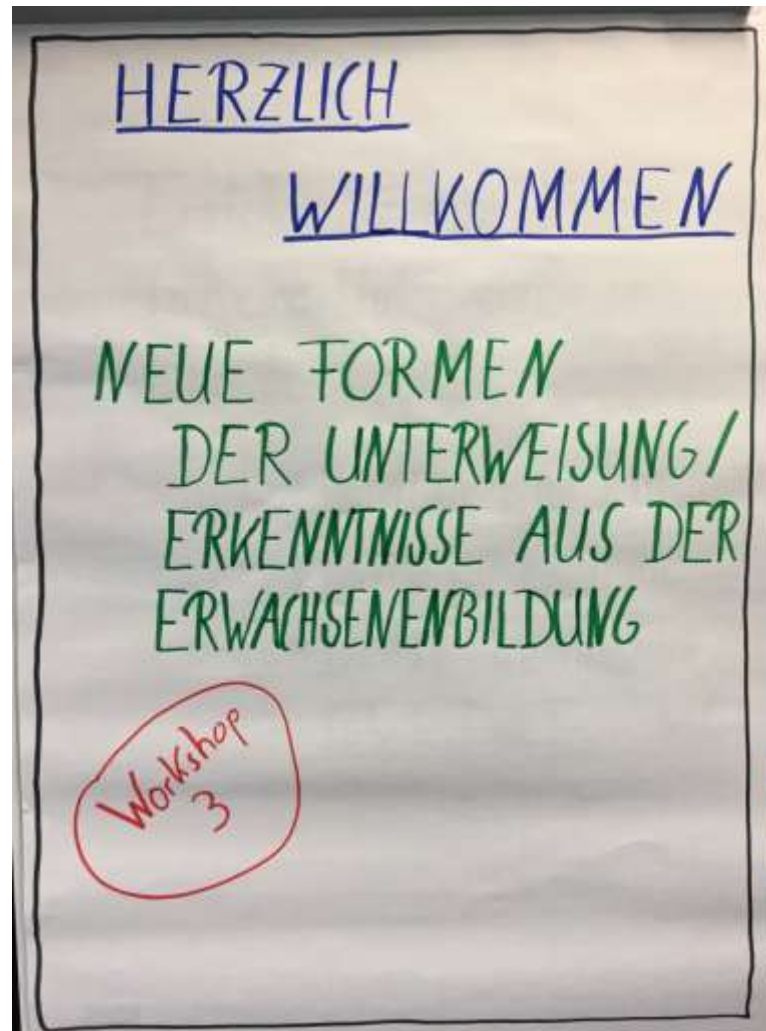 HERZLICH
WILLKOMMEN
NEUE FORMEN
DER UNTERWEISUNG/
ERKENNTNISSE AUS DER
ERWACHSENENBILDUNG
Workshop
3